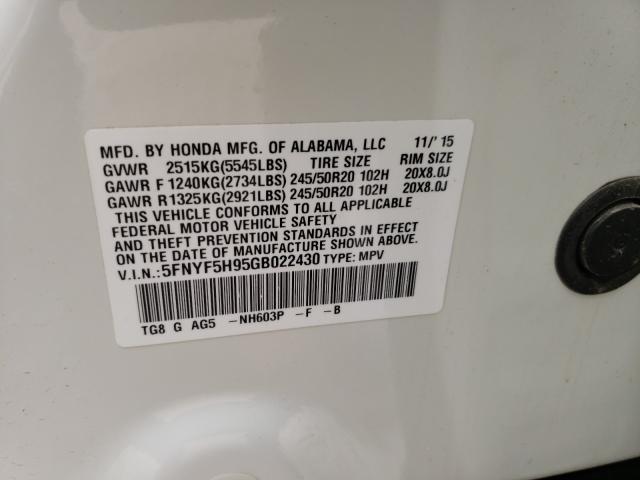 MFD. BY HONDA MFG. OF ALABAMA, LLC 11/'15
GVWR 2515KG(5545LBS) TIRE SIZE RIM SIZE
GAWR F 1240KG(2734LBS) 245/50R20 102H 20X8.0J
GAWR R1325KG(2921LBS) 245/50R20 102H 20X8.0J
THIS VEHICLE CONFORMS TO ALL APPLICABLE
FEDERAL MOTOR VEHICLE SAFETY
AND THEFT PREVENTION STANDARDS IN EFFECT
ON THE DATE OF MANUFACTURE SHOWN ABOVE.
V.I.N.:5FNYF5H95GB022430 TYPE: MPV
TG8 G AG5 -NH603P -F -B